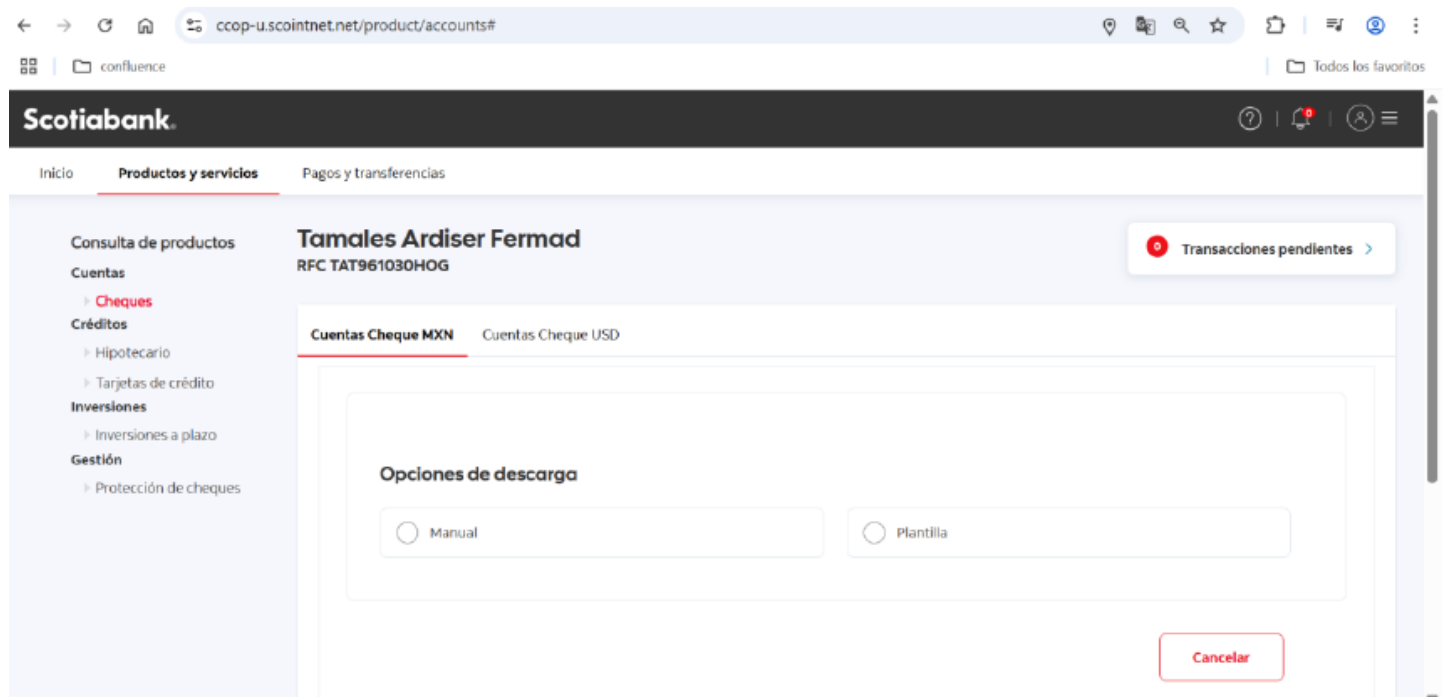 ccop-u.scointnet.net/product/accounts#
confluence
Todos los favoritos
Scotiabank.
0
Inicio Productos y servicios Pagos y transferencias
Consulta de productos
Cuentas
Cheques
Créditos
Hipotecario
Tarjetas de crédito
Inversiones
Inversiones a plazo
Gestión
Protección de cheques
Tamales Ardiser Fermad
RFC TAT961030HOG
0 Transacciones pendientes
Cuentas Cheque MXN Cuentas Cheque USD
Opciones de descarga
Manual Plantilla
Cancelar